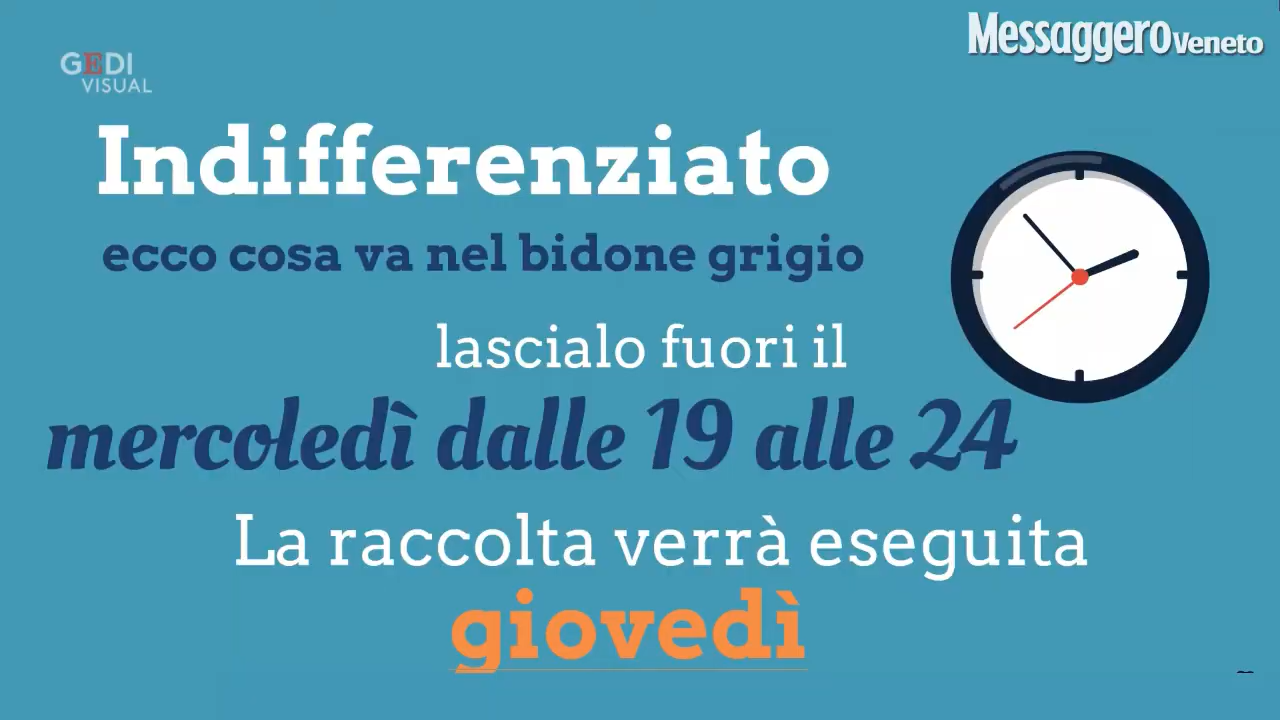 Messaggero Veneto
GEDI
VISUAL
Indifferenziato
ecco cosa va nel bidone grigio
lascialo fuori il
mercoledì dalle 19 alle 24
La raccolta verrà eseguita
giovedì